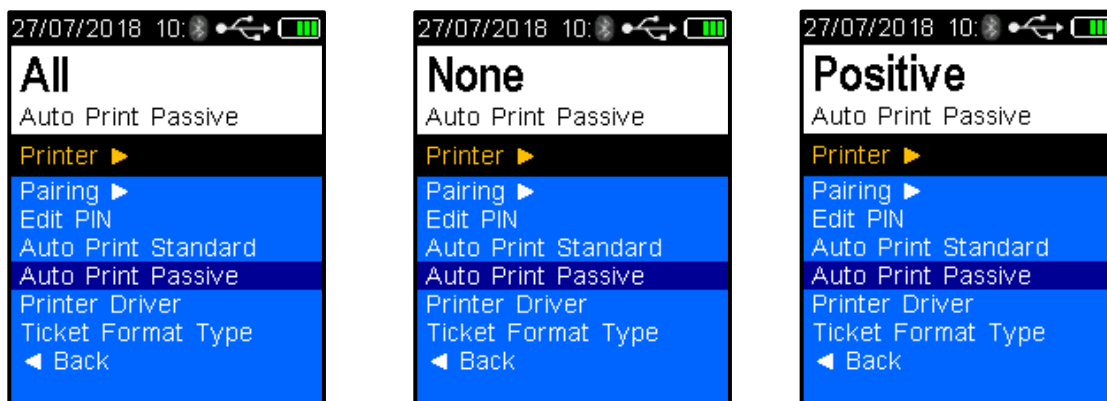 27/07/2018 10:
All
Auto Print Passive
Printer ▶
Pairing ▶
Edit PIN
Auto Print Standard
Auto Print Passive
Printer Driver
Ticket Format Type
◀ Back
27/07/2018 10:
None
Auto Print Passive
Printer ▶
Pairing ▶
Edit PIN
Auto Print Standard
Auto Print Passive
Printer Driver
Ticket Format Type
◀ Back
27/07/2018 10:
Positive
Auto Print Passive
Printer ▶
Pairing ▶
Edit PIN
Auto Print Standard
Auto Print Passive
Printer Driver
Ticket Format Type
◀ Back